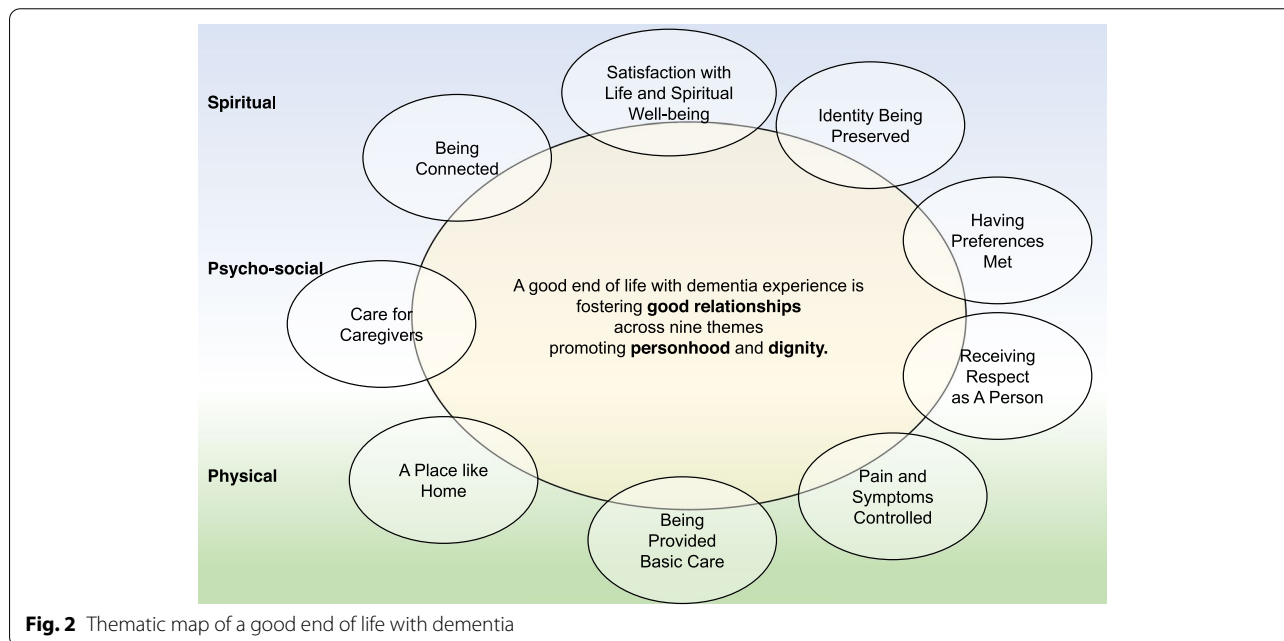 Spiritual
Satisfaction with
Life and Spiritual
Well-being
Identity Being
Preserved
Being
Connected
Having
Preferences
Met
Psycho-social
Care for
Caregivers
A good end of life with dementia experience is
fostering good relationships
across nine themes
promoting personhood and dignity.
Receiving
Respect
as A Person
Physical
A Place like
Home
Pain and
Symptoms
Controlled
Being
Provided
Basic Care
Fig. 2 Thematic map of a good end of life with dementia